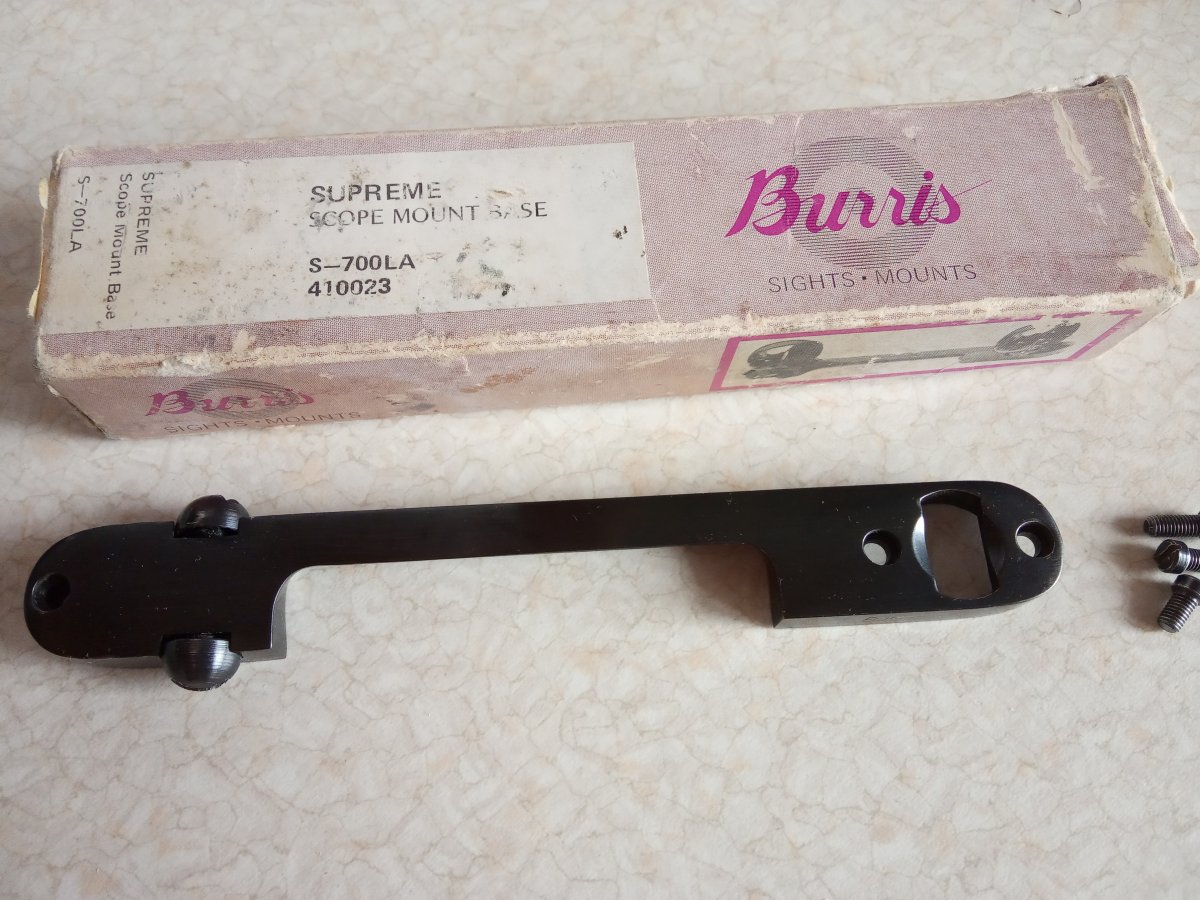 SUPREME
Scope Mount Base
S–700LA
SUPREME
SCOPE MOUNT BASE
S–700LA
410023
Burris
SIGHTS • MOUNTS
Burris
SIGHTS • MOUNTS